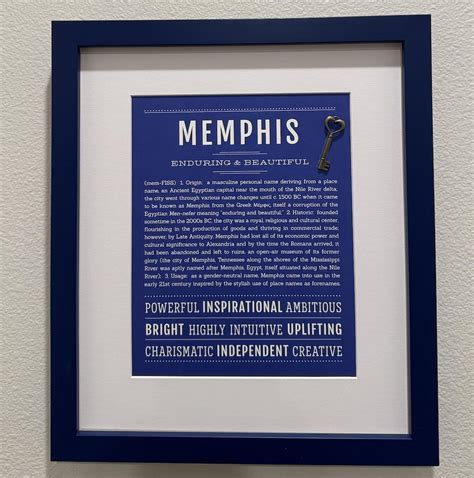 MEMPHIS
ENDURING & BEAUTIFUL
(mem-FISS) 1. Origin: a masculine personal name deriving from a place
name, an Ancient Egyptian capital near the mouth of the Nile River delta;
the city went through various name changes until c. 1500 BC when it came
to be known as Memphis from the Greek Μέμφις, itself a corruption of the
Egyptian Men-nefer meaning "enduring and beautiful." 2. Historic: founded
sometime in the 2000s BC, the city was a royal, religious and cultural center,
flourishing in the production of goods and thriving in commercial trade;
however, by Late Antiquity, Memphis had lost all of its economic power and
cultural significance to Alexandria and by the time the Romans arrived, it
had been abandoned and left to ruins, an open-air museum of its former
glory (the city of Memphis, Tennessee along the shores of the Mississippi
River was aptly named after Memphis, Egypt, itself situated along the Nile
River). 3. Usage: as a gender-neutral name, Memphis came into use in the
early 21st century inspired by the stylish use of place names as forenames.
POWERFUL INSPIRATIONAL AMBITIOUS
BRIGHT HIGHLY INTUITIVE UPLIFTING
CHARISMATIC INDEPENDENT CREATIVE